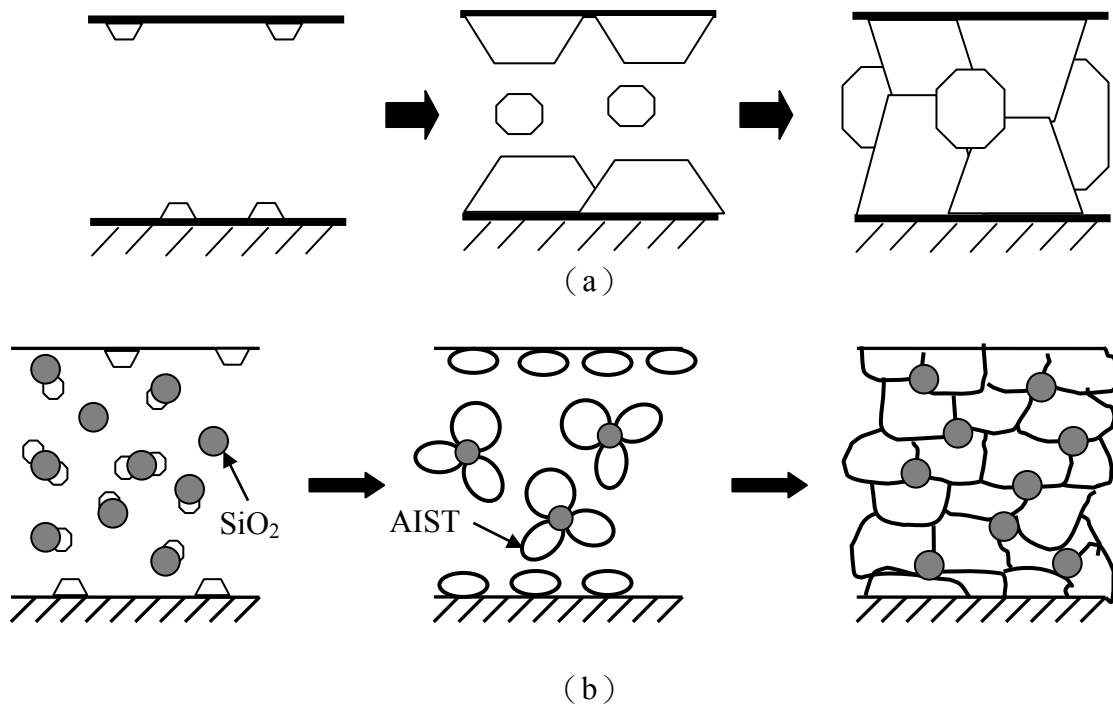 （a）
SiO₂
AIST
（b）